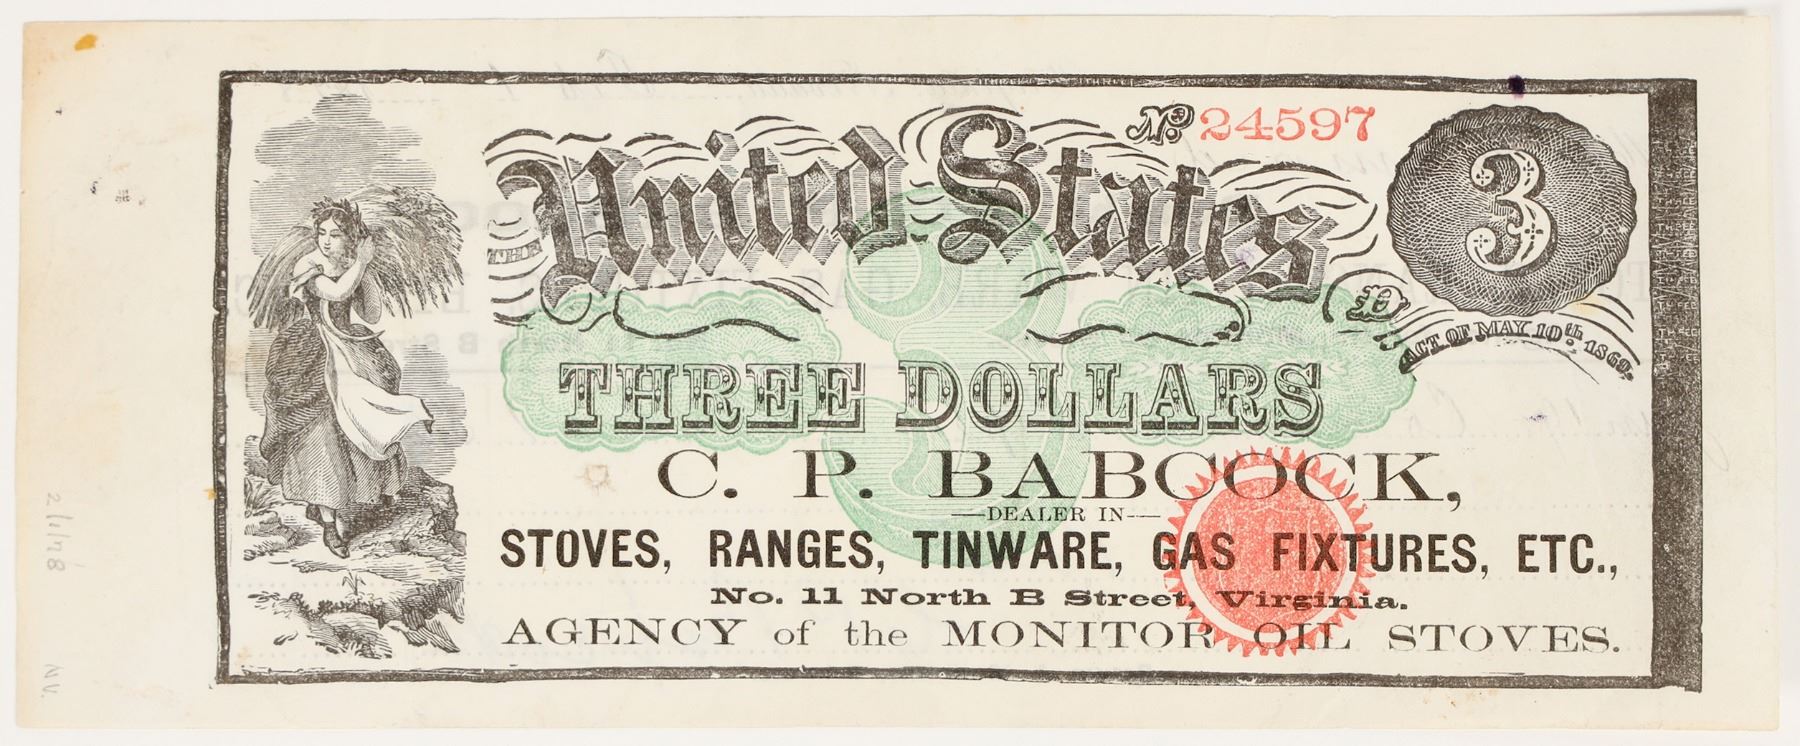 No. 24597
THE United States
3
D
ACT OF MAY 10th. 1869.
THREE DOLLARS
3
C. P. BABCOCK,
—DEALER IN—
STOVES, RANGES, TINWARE, GAS FIXTURES, ETC.,
No. 11 North B Street, Virginia.
AGENCY of the MONITOR OIL STOVES.
2/1/78